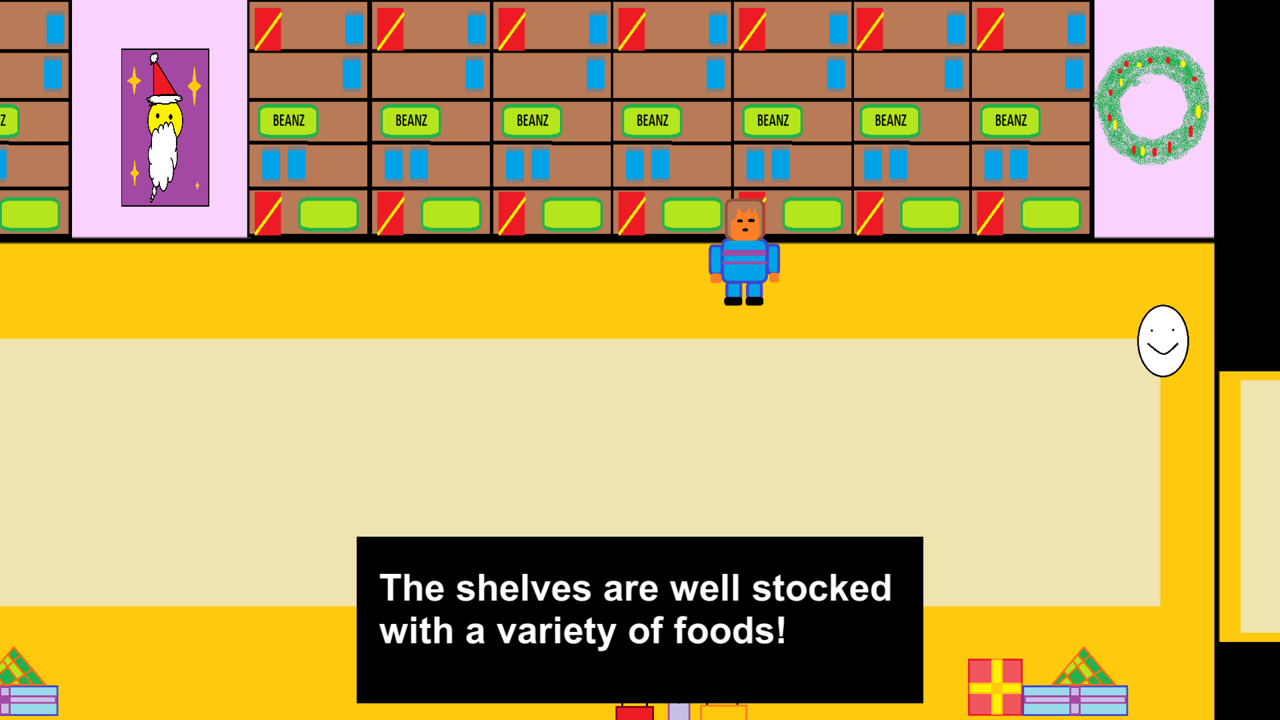 Z
BEANZ BEANZ BEANZ BEANZ BEANZ BEANZ BEANZ
The shelves are well stocked
with a variety of foods!